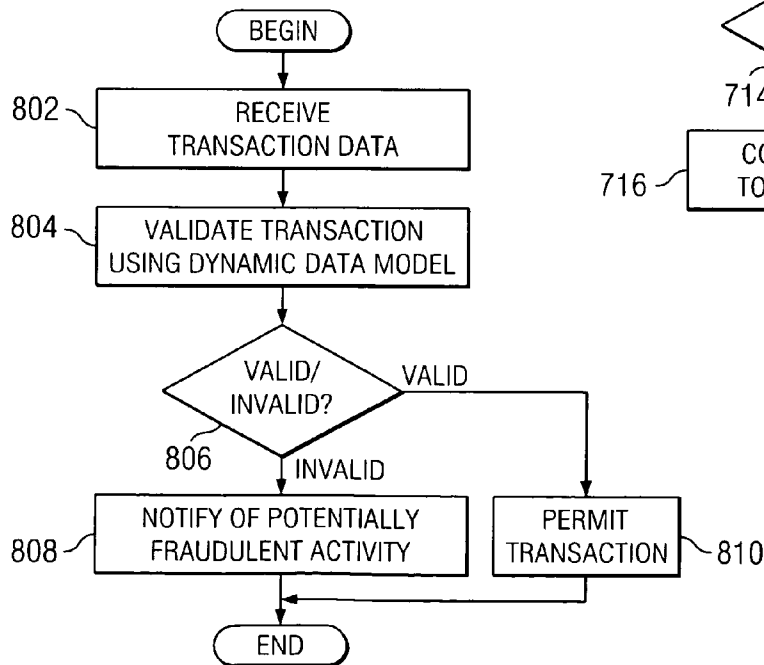 BEGIN
802
RECEIVE
TRANSACTION DATA
804
VALIDATE TRANSACTION
USING DYNAMIC DATA MODEL
VALID/
INVALID?
VALID
806
INVALID
808
NOTIFY OF POTENTIALLY
FRAUDULENT ACTIVITY
PERMIT
TRANSACTION
810
END
714
716
TO